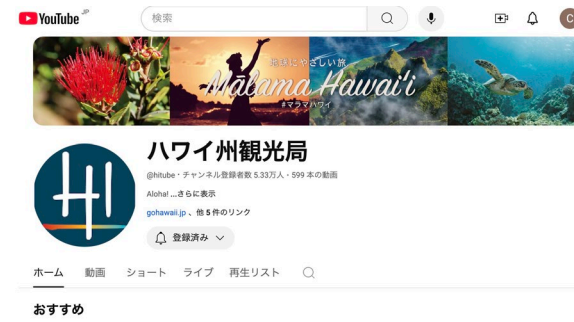 YouTube JP
検索
C
地球にやさしい旅
Mālama Hawai'i
#マラマハワイ
HI
ハワイ州観光局
@hitube・チャンネル登録者数 5.33万人・599 本の動画
Aloha! ...さらに表示
gohawaii.jp 、他 5 件のリンク
登録済み
ホーム 動画 ショート ライブ 再生リスト
おすすめ